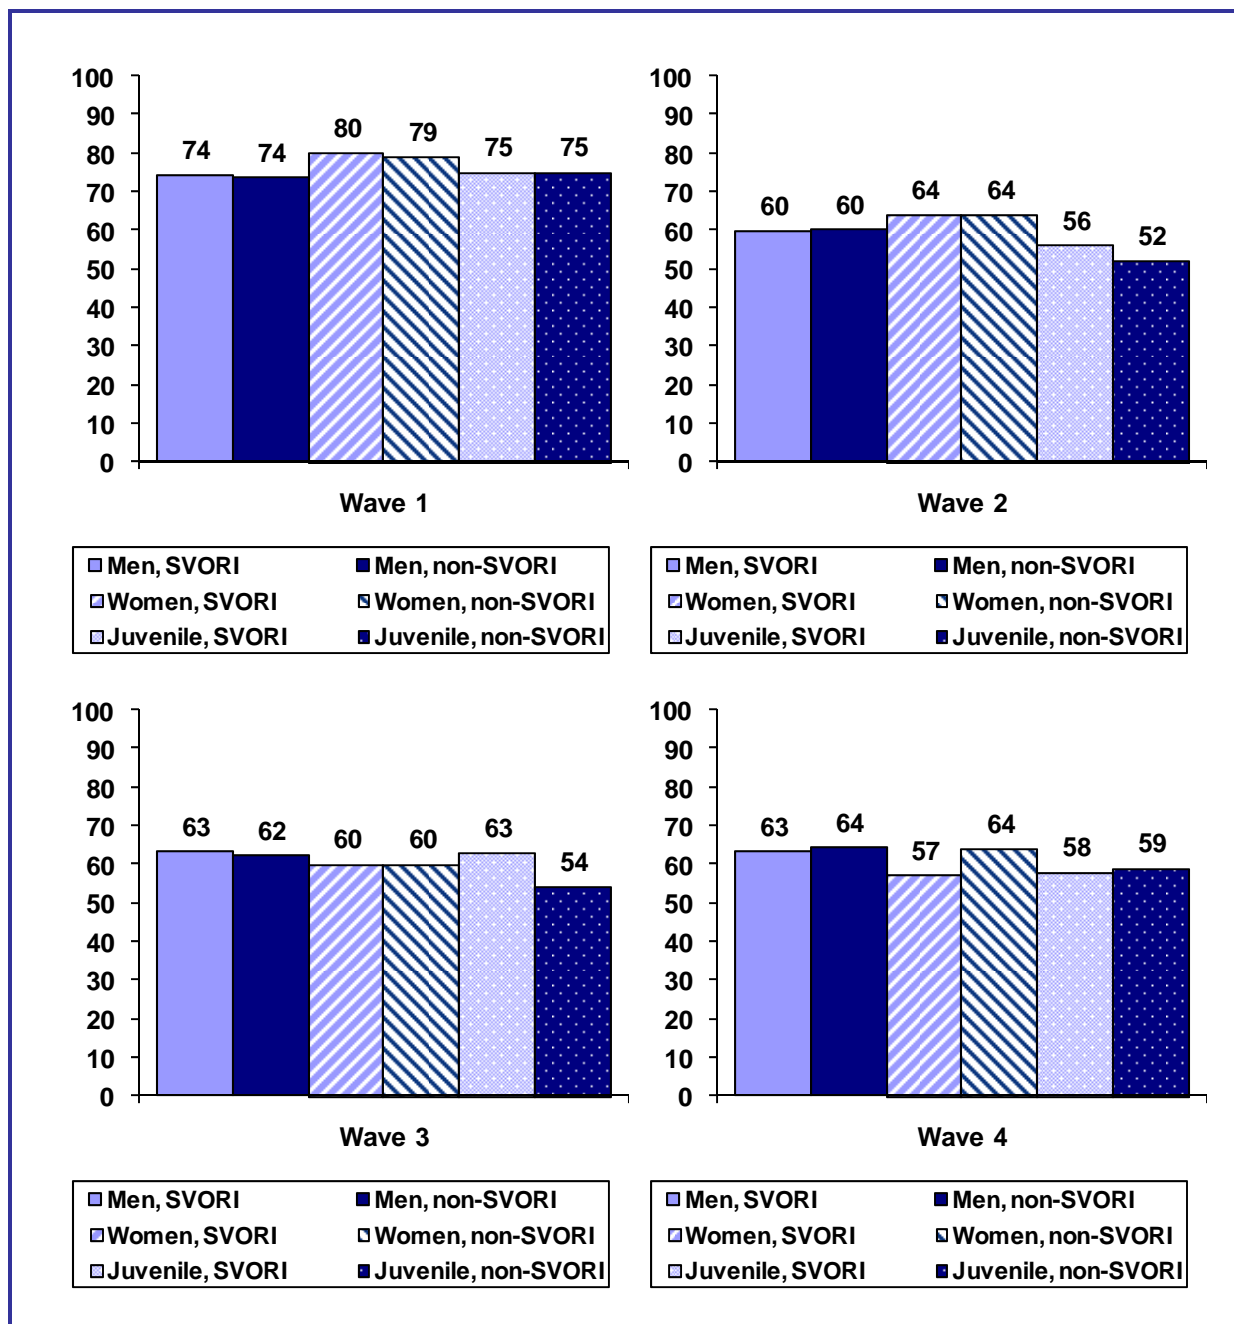 100
90
80
70
60
50
40
30
20
10
0
74 74 80 79 75 75
Wave 1
Men, SVORI Men, non-SVORI
Women, SVORI Women, non-SVORI
Juvenile, SVORI Juvenile, non-SVORI
100
90
80
70
60
50
40
30
20
10
0
60 60 64 64 56 52
Wave 2
Men, SVORI Men, non-SVORI
Women, SVORI Women, non-SVORI
Juvenile, SVORI Juvenile, non-SVORI
100
90
80
70
60
50
40
30
20
10
0
63 62 60 60 63 54
Wave 3
Men, SVORI Men, non-SVORI
Women, SVORI Women, non-SVORI
Juvenile, SVORI Juvenile, non-SVORI
100
90
80
70
60
50
40
30
20
10
0
63 64 57 64 58 59
Wave 4
Men, SVORI Men, non-SVORI
Women, SVORI Women, non-SVORI
Juvenile, SVORI Juvenile, non-SVORI